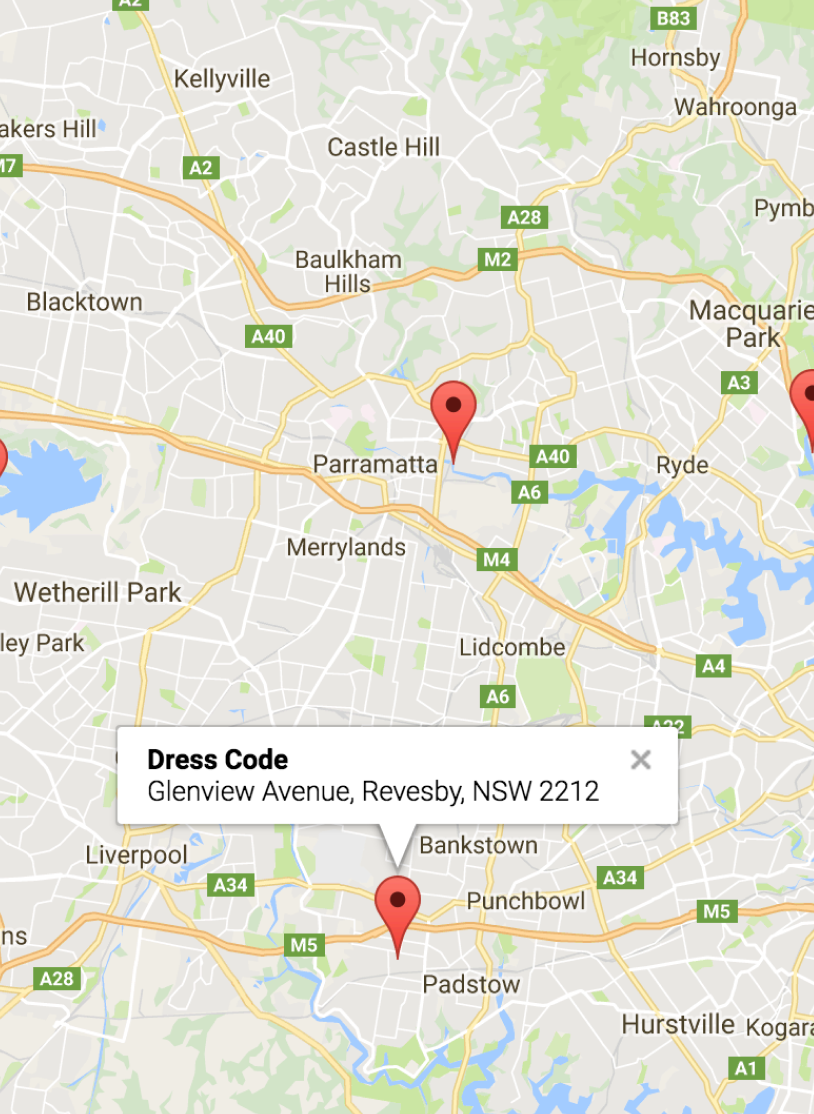 A2
B83
Hornsby
Kellyville
Wahroonga
akers Hill
Castle Hill
M7
A2
Pymb
A28
Baulkham
Hills
M2
Blacktown
Macquarie
Park
A40
A3
Parramatta
A40
Ryde
A6
Merrylands
M4
Wetherill Park
ley Park
Lidcombe
A4
A6
A22
Dress Code
Glenview Avenue, Revesby, NSW 2212
Bankstown
Liverpool
A34
A34
Punchbowl
M5
ns
M5
A28
Padstow
Hurstville
Kogara
A1